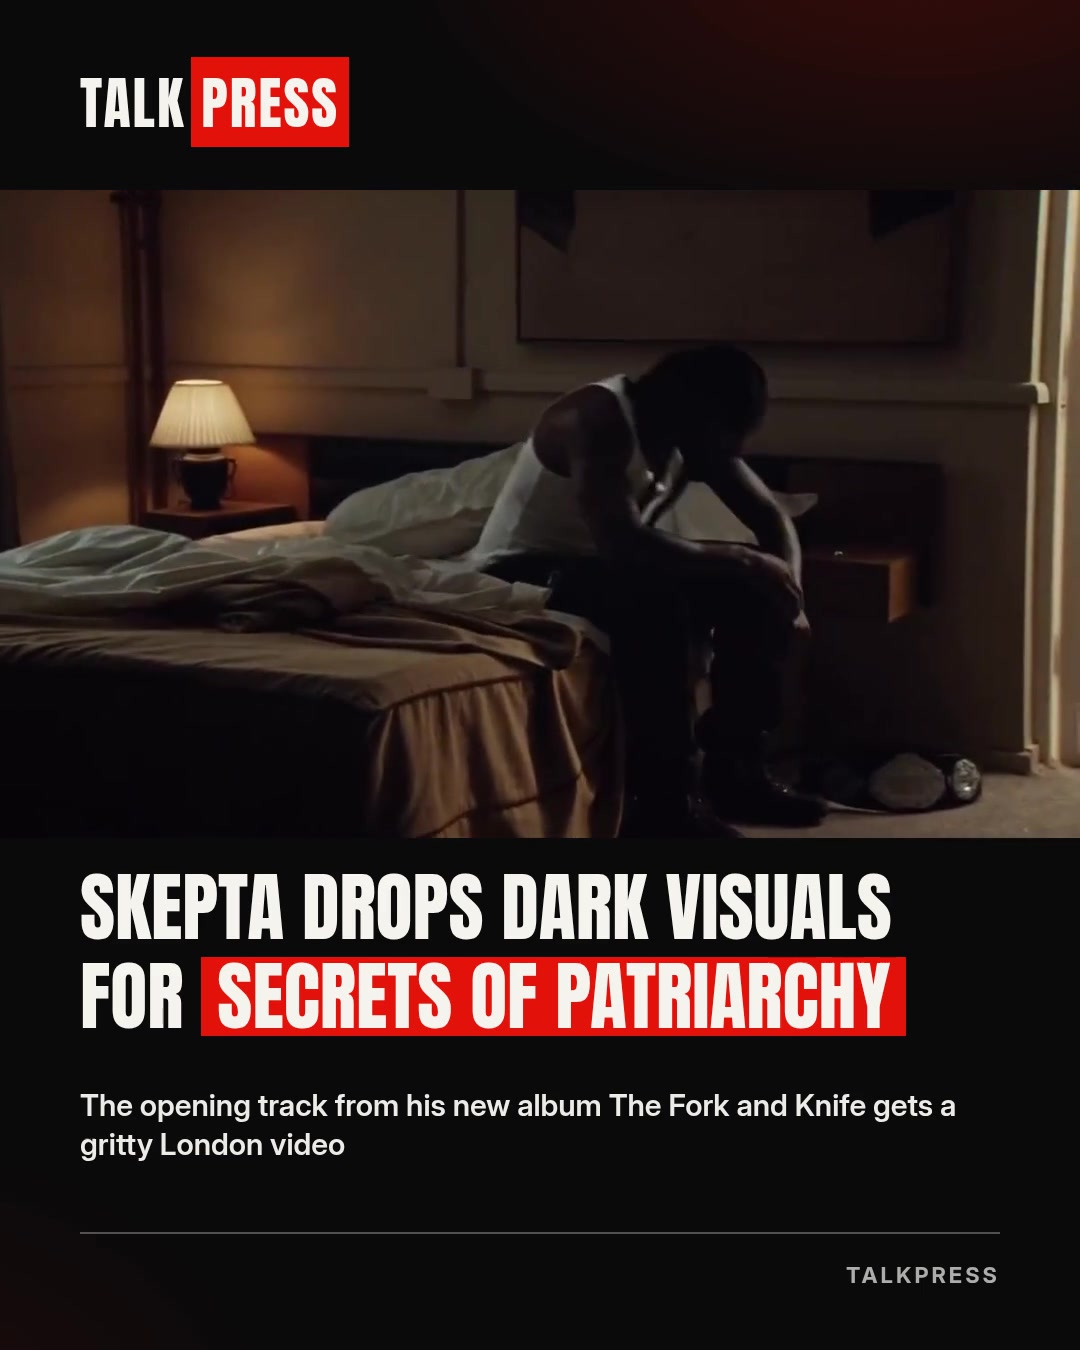 TALK PRESS
SKEPTA DROPS DARK VISUALS
FOR SECRETS OF PATRIARCHY
The opening track from his new album The Fork and Knife gets a
gritty London video
TALKPRESS